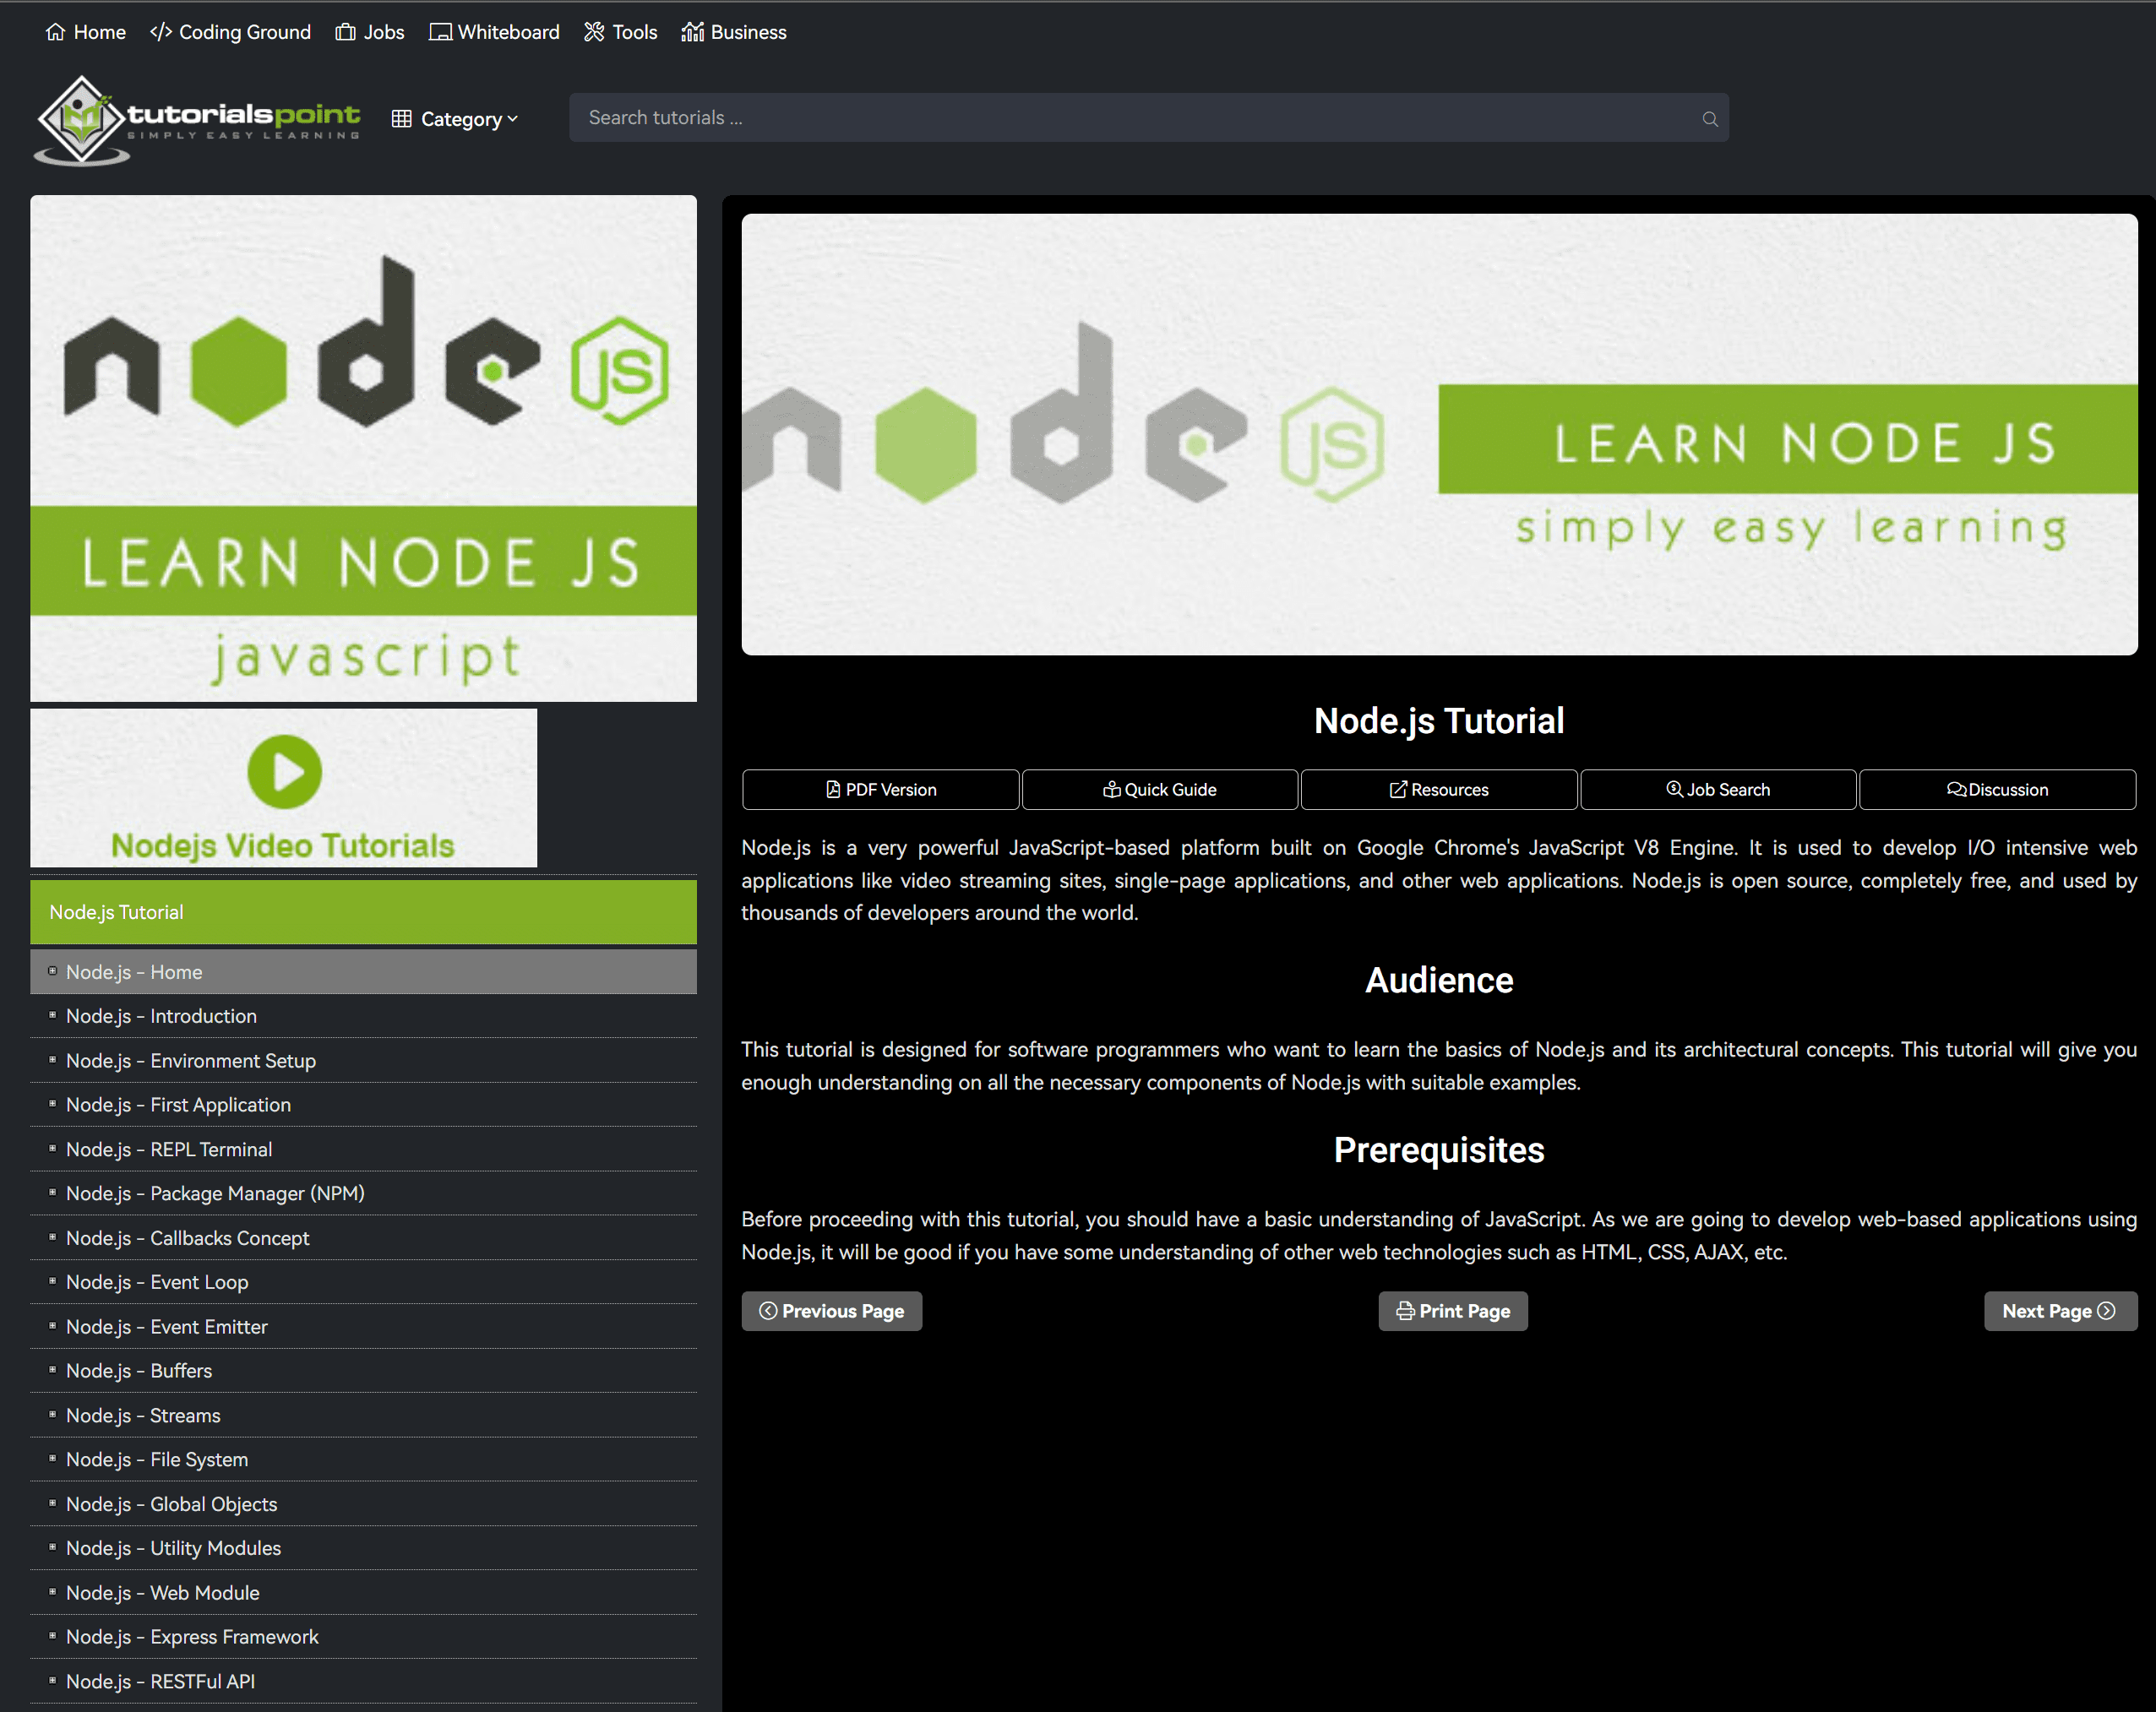 Home
Coding Ground
Jobs
Whiteboard
Tools
Business
tutorialspoint
SIMPLY EASY LEARNING
Category
Search tutorials ...
node JS
LEARN NODE JS
javascript
Nodejs Video Tutorials
Node.js Tutorial
Node.js - Home
Node.js - Introduction
Node.js - Environment Setup
Node.js - First Application
Node.js - REPL Terminal
Node.js - Package Manager (NPM)
Node.js - Callbacks Concept
Node.js - Event Loop
Node.js - Event Emitter
Node.js - Buffers
Node.js - Streams
Node.js - File System
Node.js - Global Objects
Node.js - Utility Modules
Node.js - Web Module
Node.js - Express Framework
Node.js - RESTFul API
node JS
LEARN NODE JS
simply easy learning
Node.js Tutorial
PDF Version
Quick Guide
Resources
Job Search
Discussion
Node.js is a very powerful JavaScript-based platform built on Google Chrome's JavaScript V8 Engine. It is used to develop I/O intensive web
applications like video streaming sites, single-page applications, and other web applications. Node.js is open source, completely free, and used by
thousands of developers around the world.
Audience
This tutorial is designed for software programmers who want to learn the basics of Node.js and its architectural concepts. This tutorial will give you
enough understanding on all the necessary components of Node.js with suitable examples.
Prerequisites
Before proceeding with this tutorial, you should have a basic understanding of JavaScript. As we are going to develop web-based applications using
Node.js, it will be good if you have some understanding of other web technologies such as HTML, CSS, AJAX, etc.
Previous Page
Print Page
Next Page